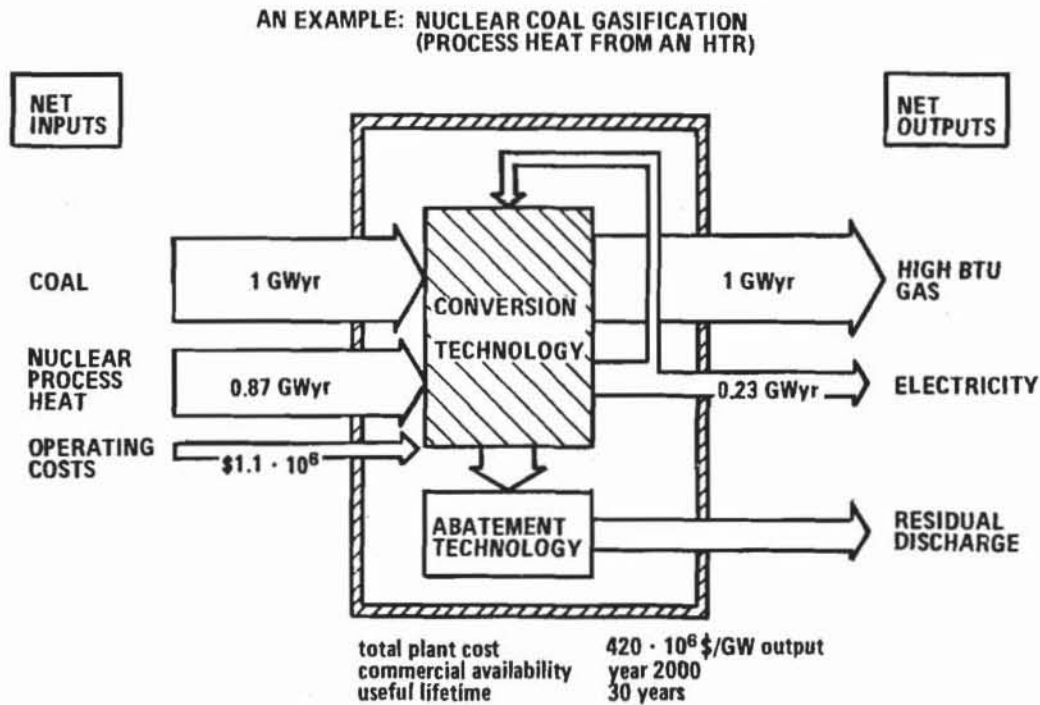 AN EXAMPLE: NUCLEAR COAL GASIFICATION
(PROCESS HEAT FROM AN HTR)
NET
INPUTS
NET
OUTPUTS
COAL
1 GWyr
CONVERSION
TECHNOLOGY
1 GWyr
HIGH BTU
GAS
NUCLEAR
PROCESS
HEAT
0.87 GWyr
0.23 GWyr
ELECTRICITY
OPERATING
COSTS
$1.1 · 10⁶
ABATEMENT
TECHNOLOGY
RESIDUAL
DISCHARGE
total plant cost 420 · 10⁶ $/GW output
commercial availability year 2000
useful lifetime 30 years